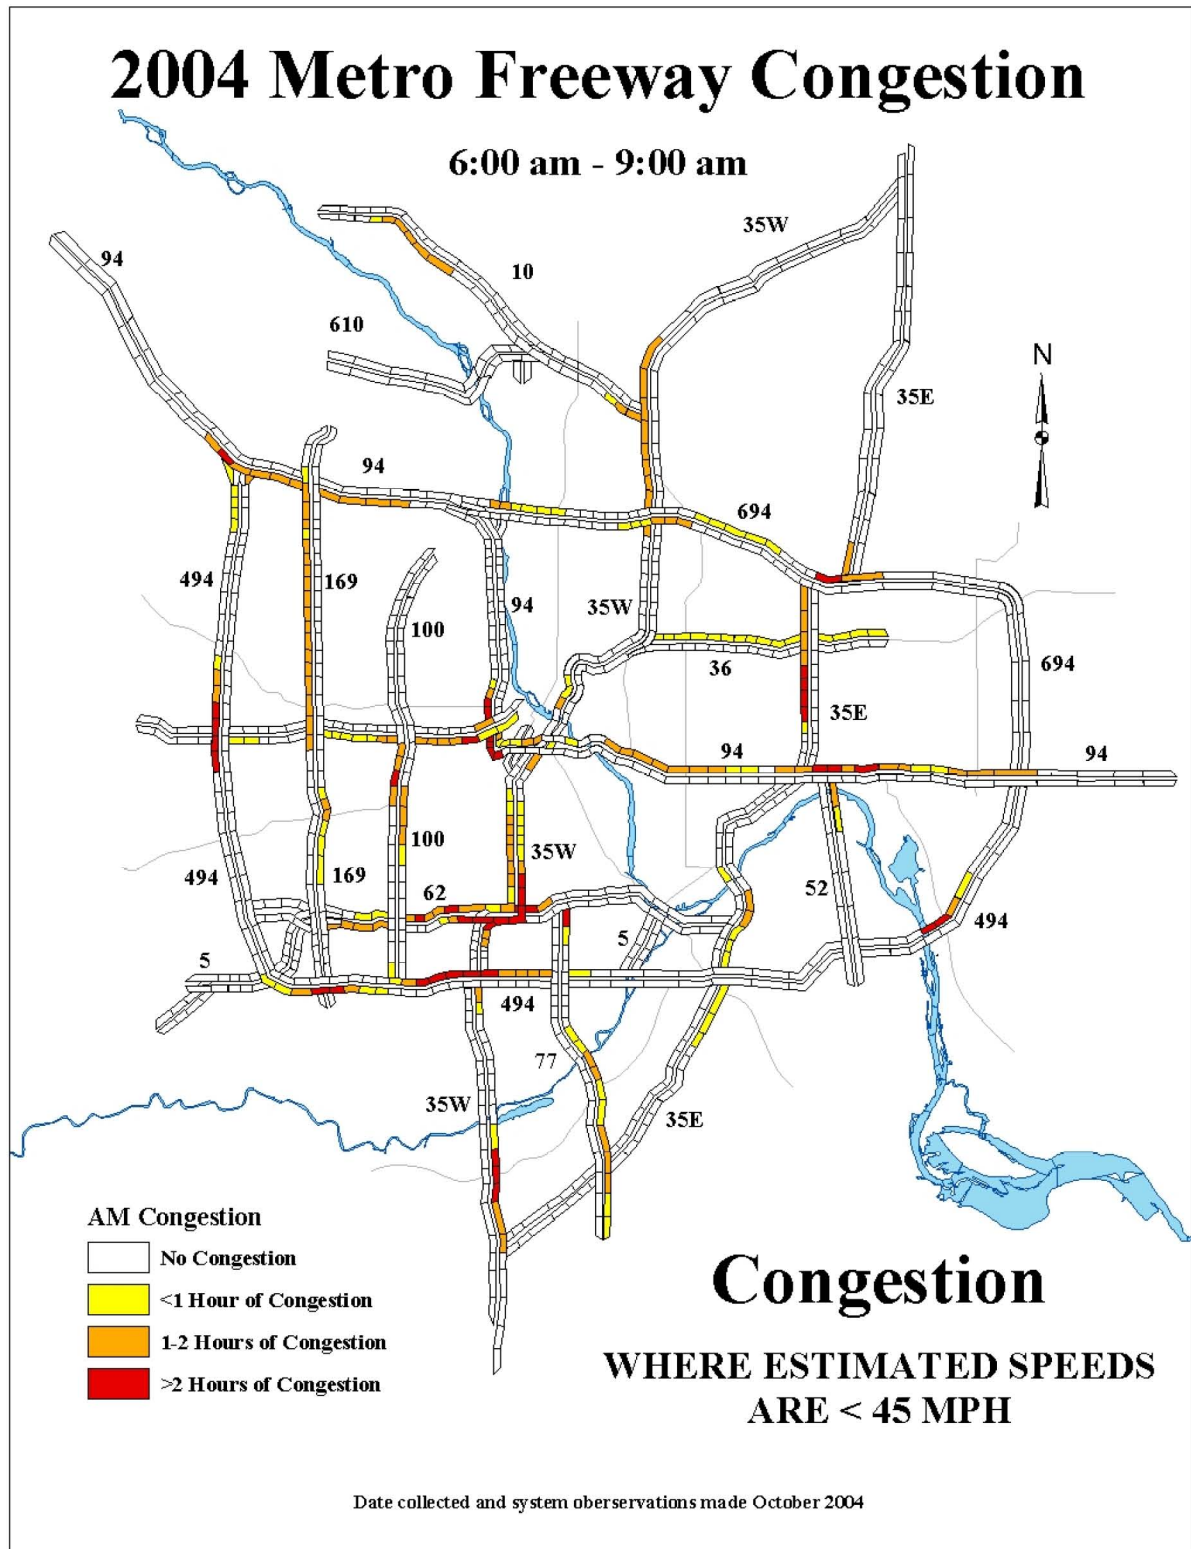 2004 Metro Freeway Congestion
6:00 am - 9:00 am
35W
94
10
610
N
35E
94
694
494
169
94
35W
100
36
694
35E
94
94
100
35W
494
169
62
52
5
494
5
494
77
35W
35E
AM Congestion
No Congestion
<1 Hour of Congestion
1-2 Hours of Congestion
>2 Hours of Congestion
Congestion
WHERE ESTIMATED SPEEDS
ARE < 45 MPH
Date collected and system oberservations made October 2004